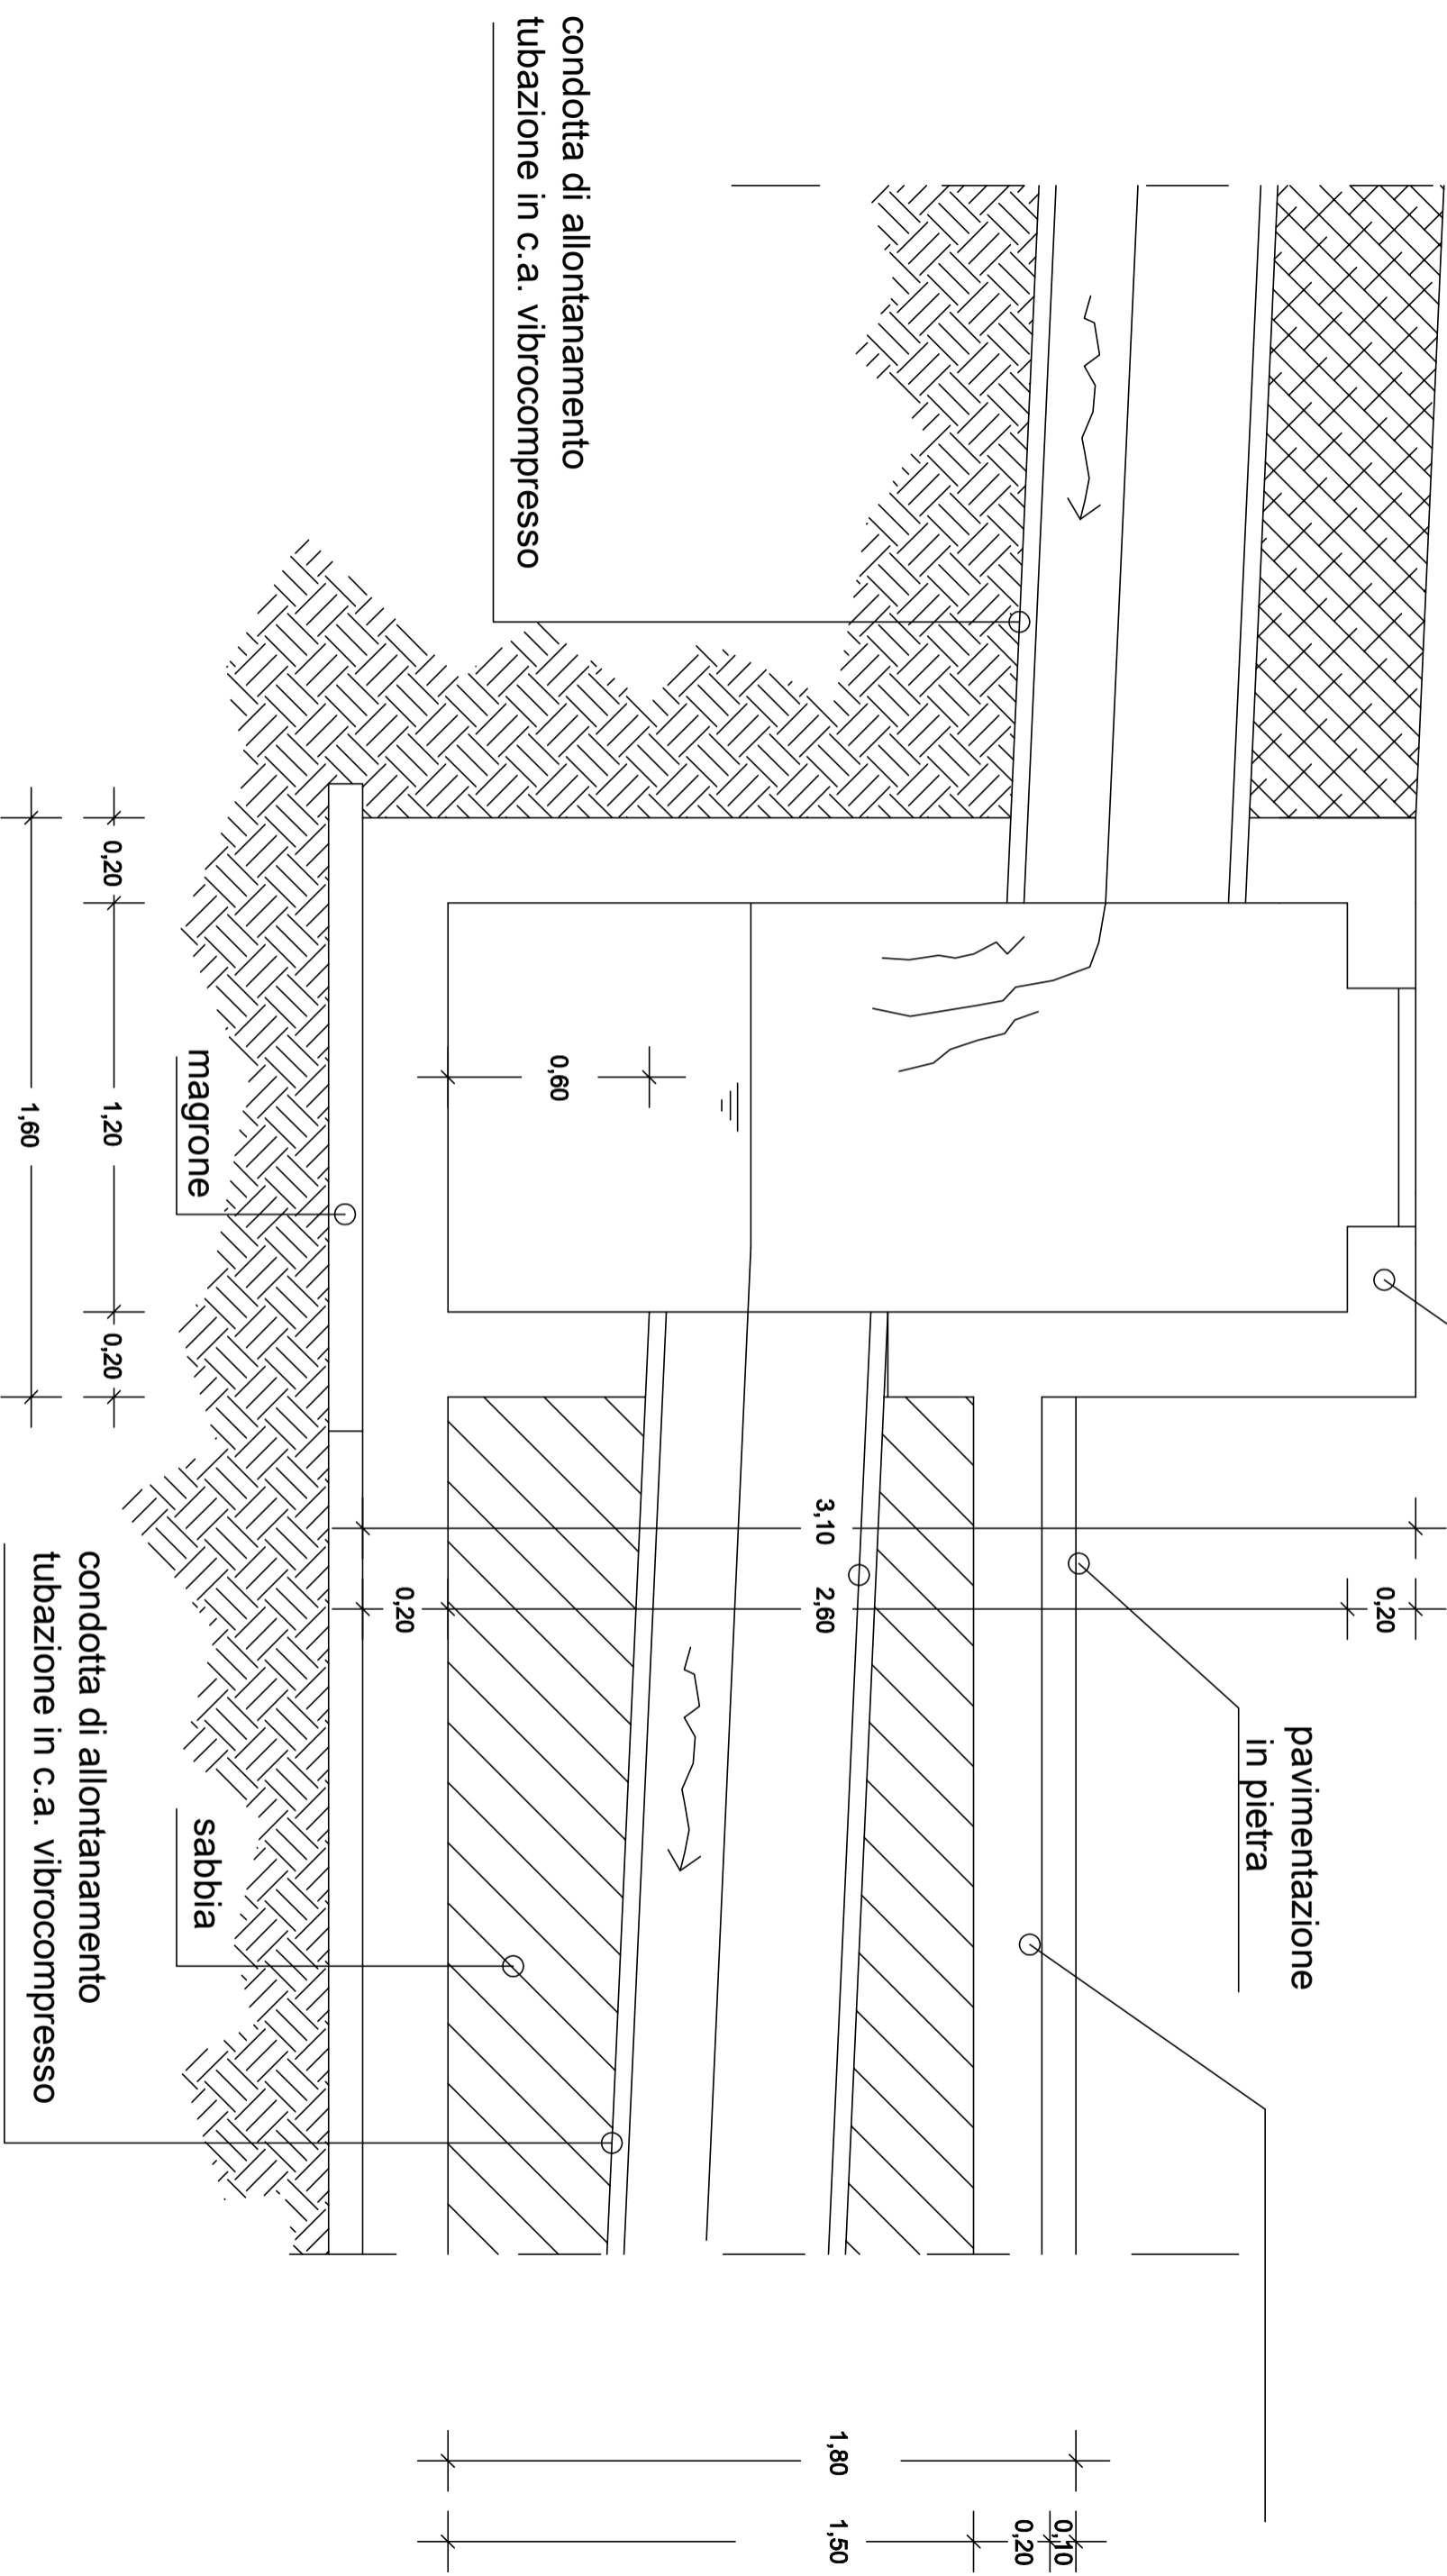 condotta di allontanamento
tubazione in c.a. vibrocompresso
pavimentazione
in pietra
3,10
0,20
2,60
0,20
0,60
1,80
1,50
0,20
0,10
magrone
sabbia
0,20
1,20
0,20
1,60
condotta di allontanamento
tubazione in c.a. vibrocompresso